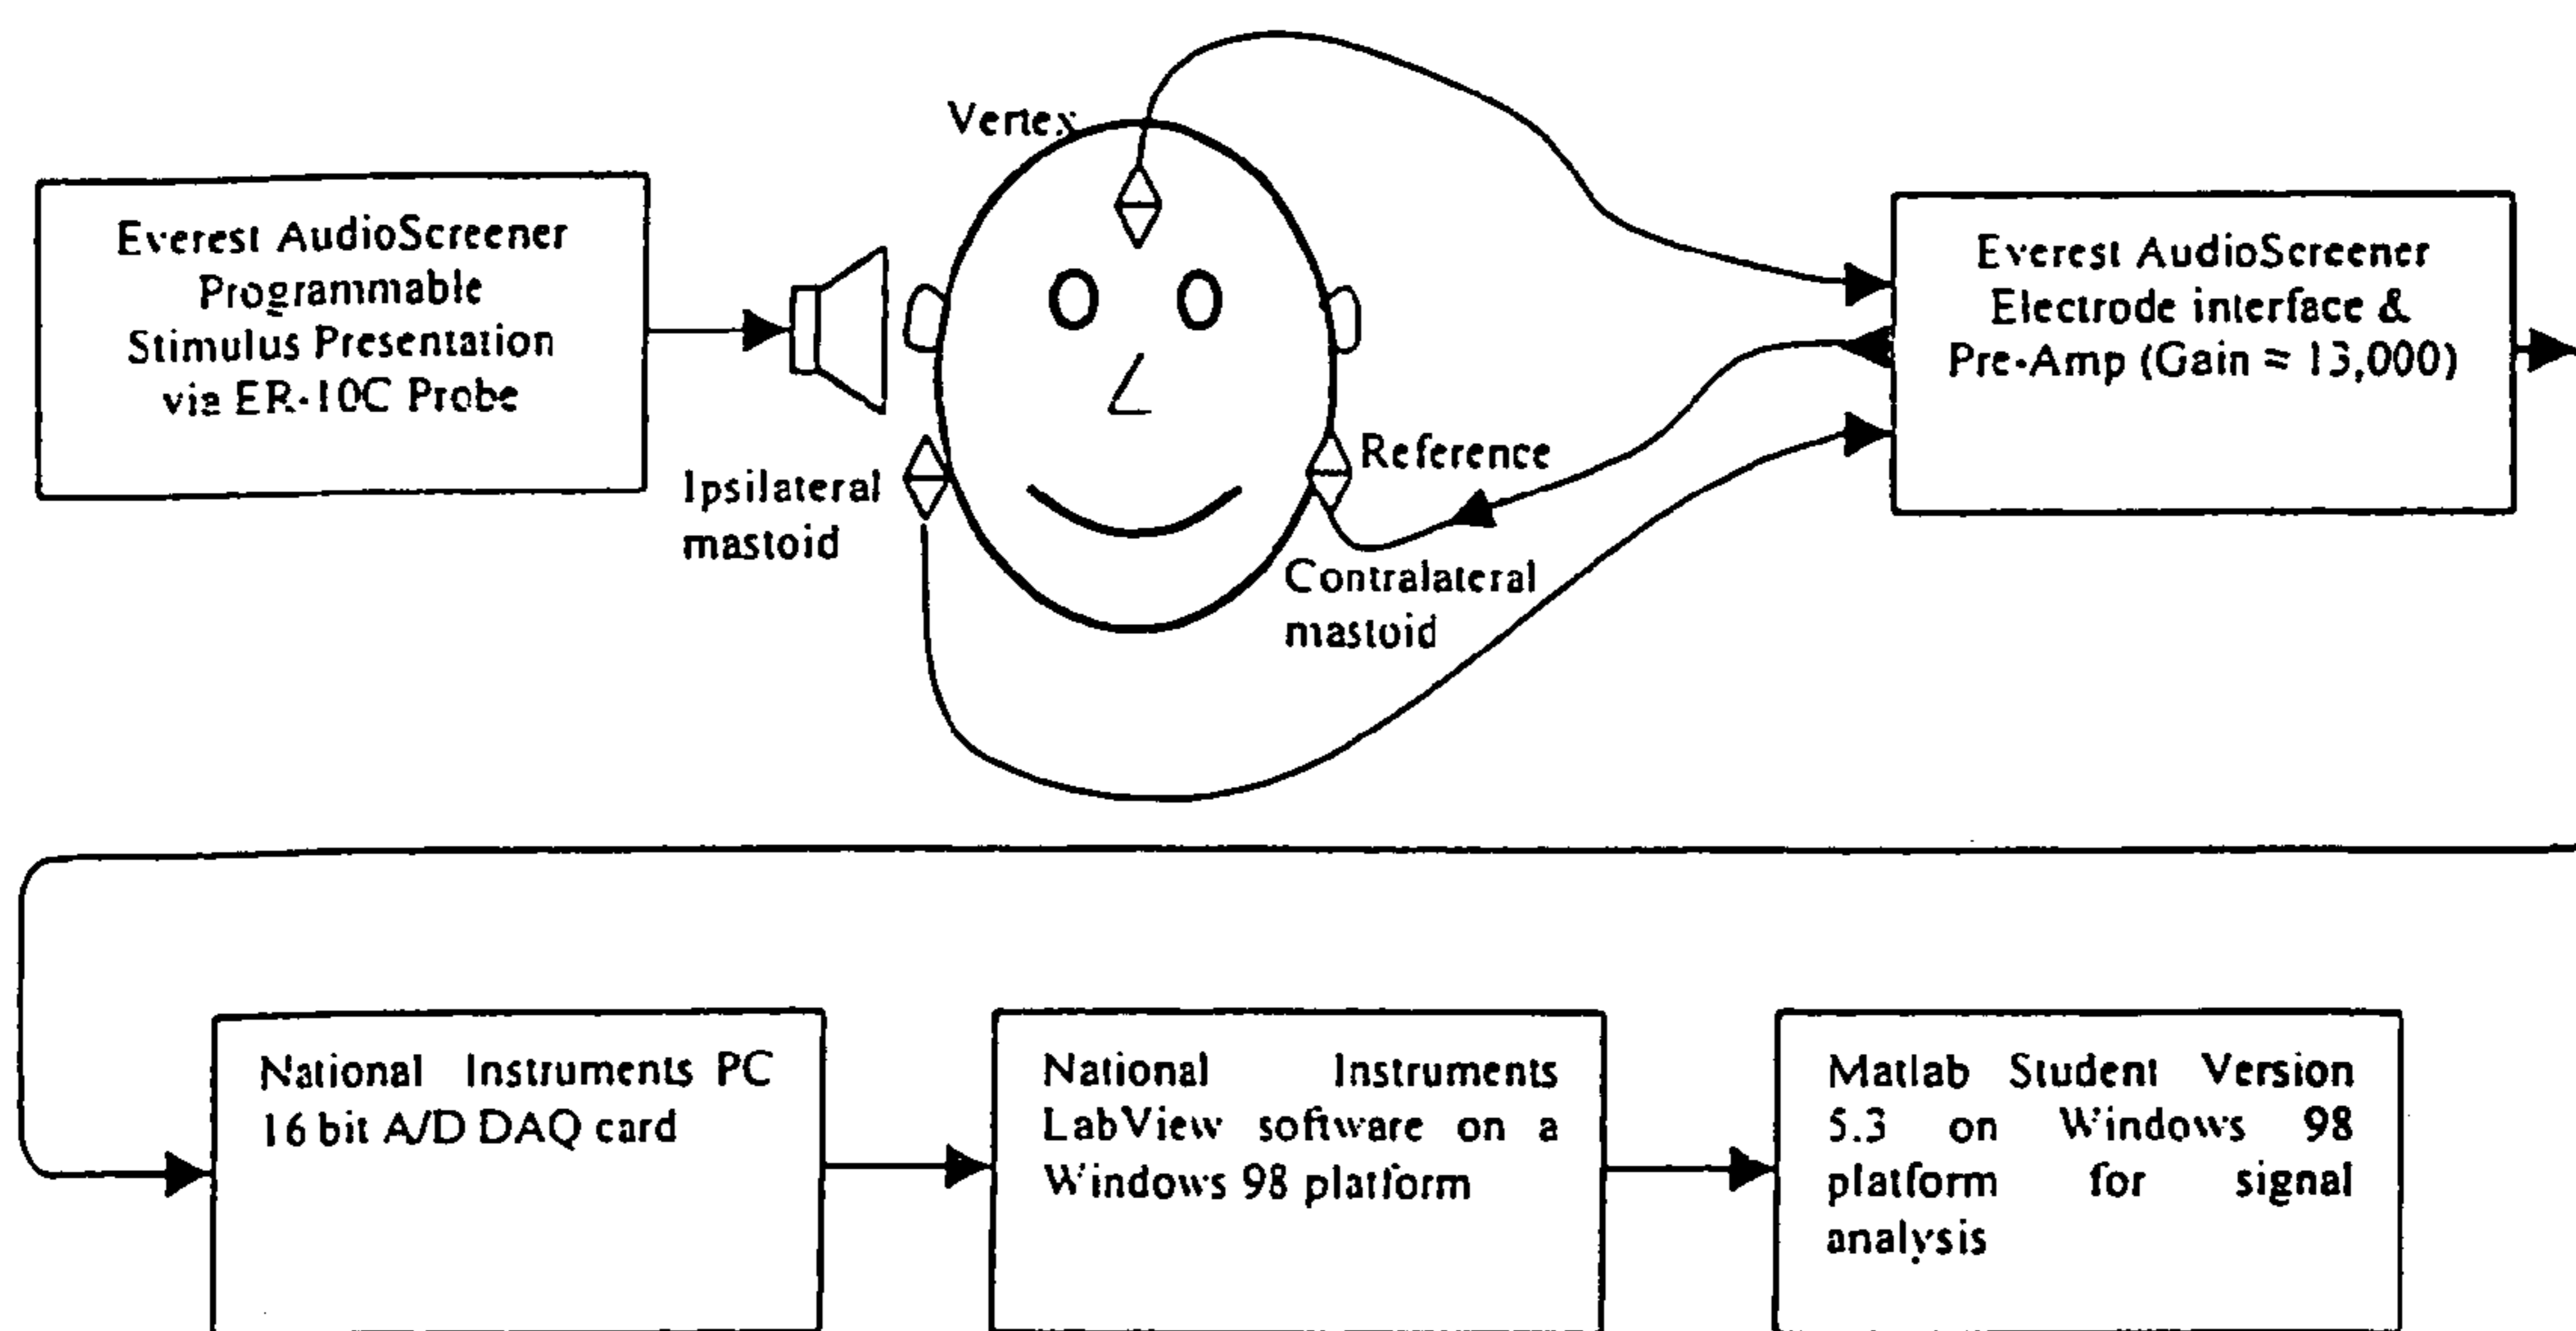 Vertex
Everest AudioScreener
Programmable
Stimulus Presentation
via ER-10C Probe
Everest AudioScreener
Electrode interface &
Pre-Amp (Gain ≈ 13,000)
Reference
Ipsilateral
mastoid
Contralateral
mastoid
National Instruments PC
16 bit A/D DAQ card
National Instruments
LabView software on a
Windows 98 platform
Matlab Student Version
5.3 on Windows 98
platform for signal
analysis